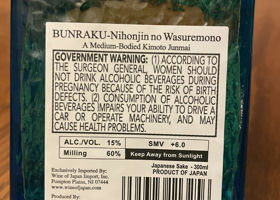 BUNRAKU-Nihonjin no Wasuremono
A Medium-Bodied Kimoto Junmai
GOVERNMENT WARNING: (1) ACCORDING
TO THE SURGEON GENERAL, WOMEN SHOULD
NOT DRINK ALCOHOLIC BEVERAGES DURING
PREGNANCY BECAUSE OF THE RISK OF BIRTH
DEFECTS. (2) CONSUMPTION OF ALCOHOLIC
BEVERAGES IMPAIRS YOUR ABILITY TO DRIVE A
CAR OR OPERATE MACHINERY, AND MAY
CAUSE HEALTH PROBLEMS.
ALC./VOL. 15% SMV +6.0
Milling 60% Keep Away from Sunlight
Japanese Sake - 300ml
PRODUCT OF JAPAN
Exclusively Imported By:
Wine of Japan Import, Inc.
Pompton Plains, NJ 07444
www.wineofjapan.com
Produced By: